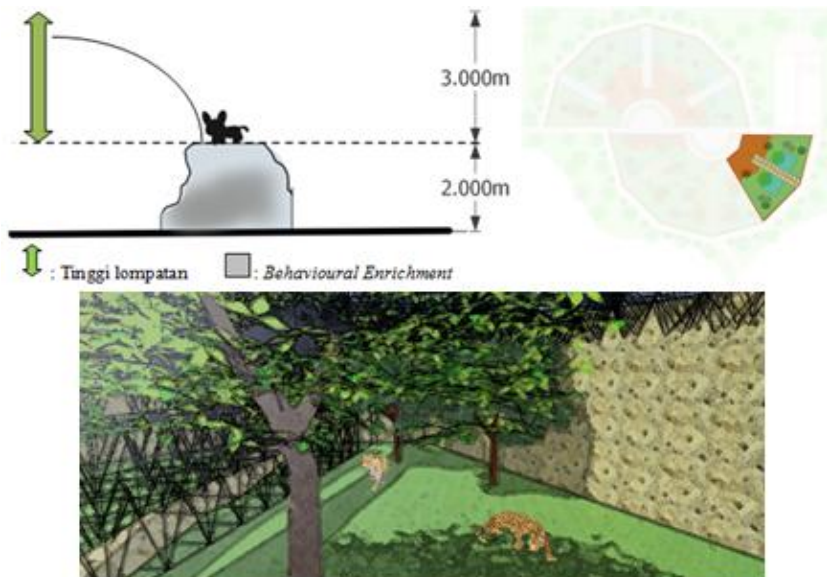 3.000m
2.000m
: Tinggi lompatan
: Behavioural Enrichment